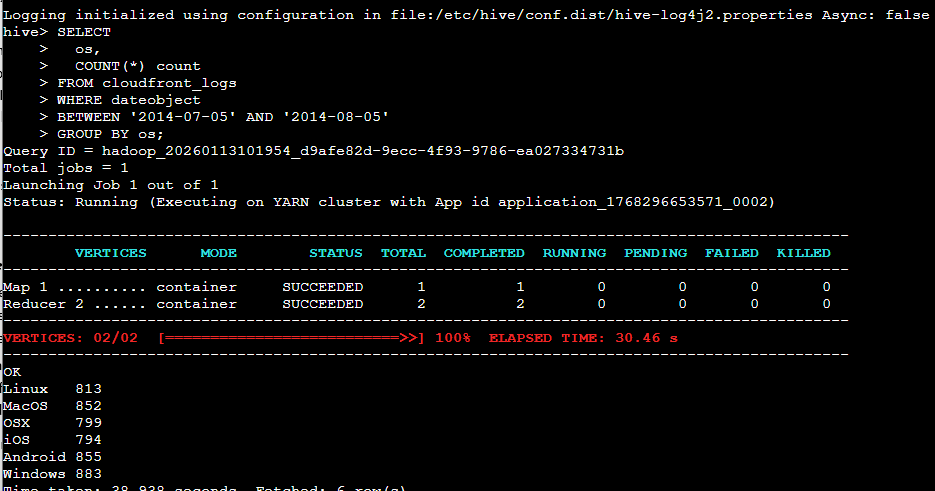 Logging initialized using configuration in file:/etc/hive/conf.dist/hive-log4j2.properties Async: false
hive> SELECT
    >   os,
    >   COUNT(*) count
    > FROM cloudfront_logs
    > WHERE dateobject
    > BETWEEN '2014-07-05' AND '2014-08-05'
    > GROUP BY os;
Query ID = hadoop_20260113101954_d9afe82d-9ecc-4f93-9786-ea027334731b
Total jobs = 1
Launching Job 1 out of 1
Status: Running (Executing on YARN cluster with App id application_1768296653571_0002)
----------------------------------------------------------------------------------------------
        VERTICES      MODE        STATUS  TOTAL  COMPLETED  RUNNING  PENDING  FAILED  KILLED
----------------------------------------------------------------------------------------------
Map 1 .......... container     SUCCEEDED      1          1        0        0       0       0
Reducer 2 ...... container     SUCCEEDED      2          2        0        0       0       0
----------------------------------------------------------------------------------------------
VERTICES: 02/02  [==========================>>] 100%  ELAPSED TIME: 30.46 s
----------------------------------------------------------------------------------------------
OK
Linux   813
MacOS   852
OSX     799
iOS     794
Android 855
Windows 883
Time taken: 38.938 seconds, Fetched: 6 row(s)